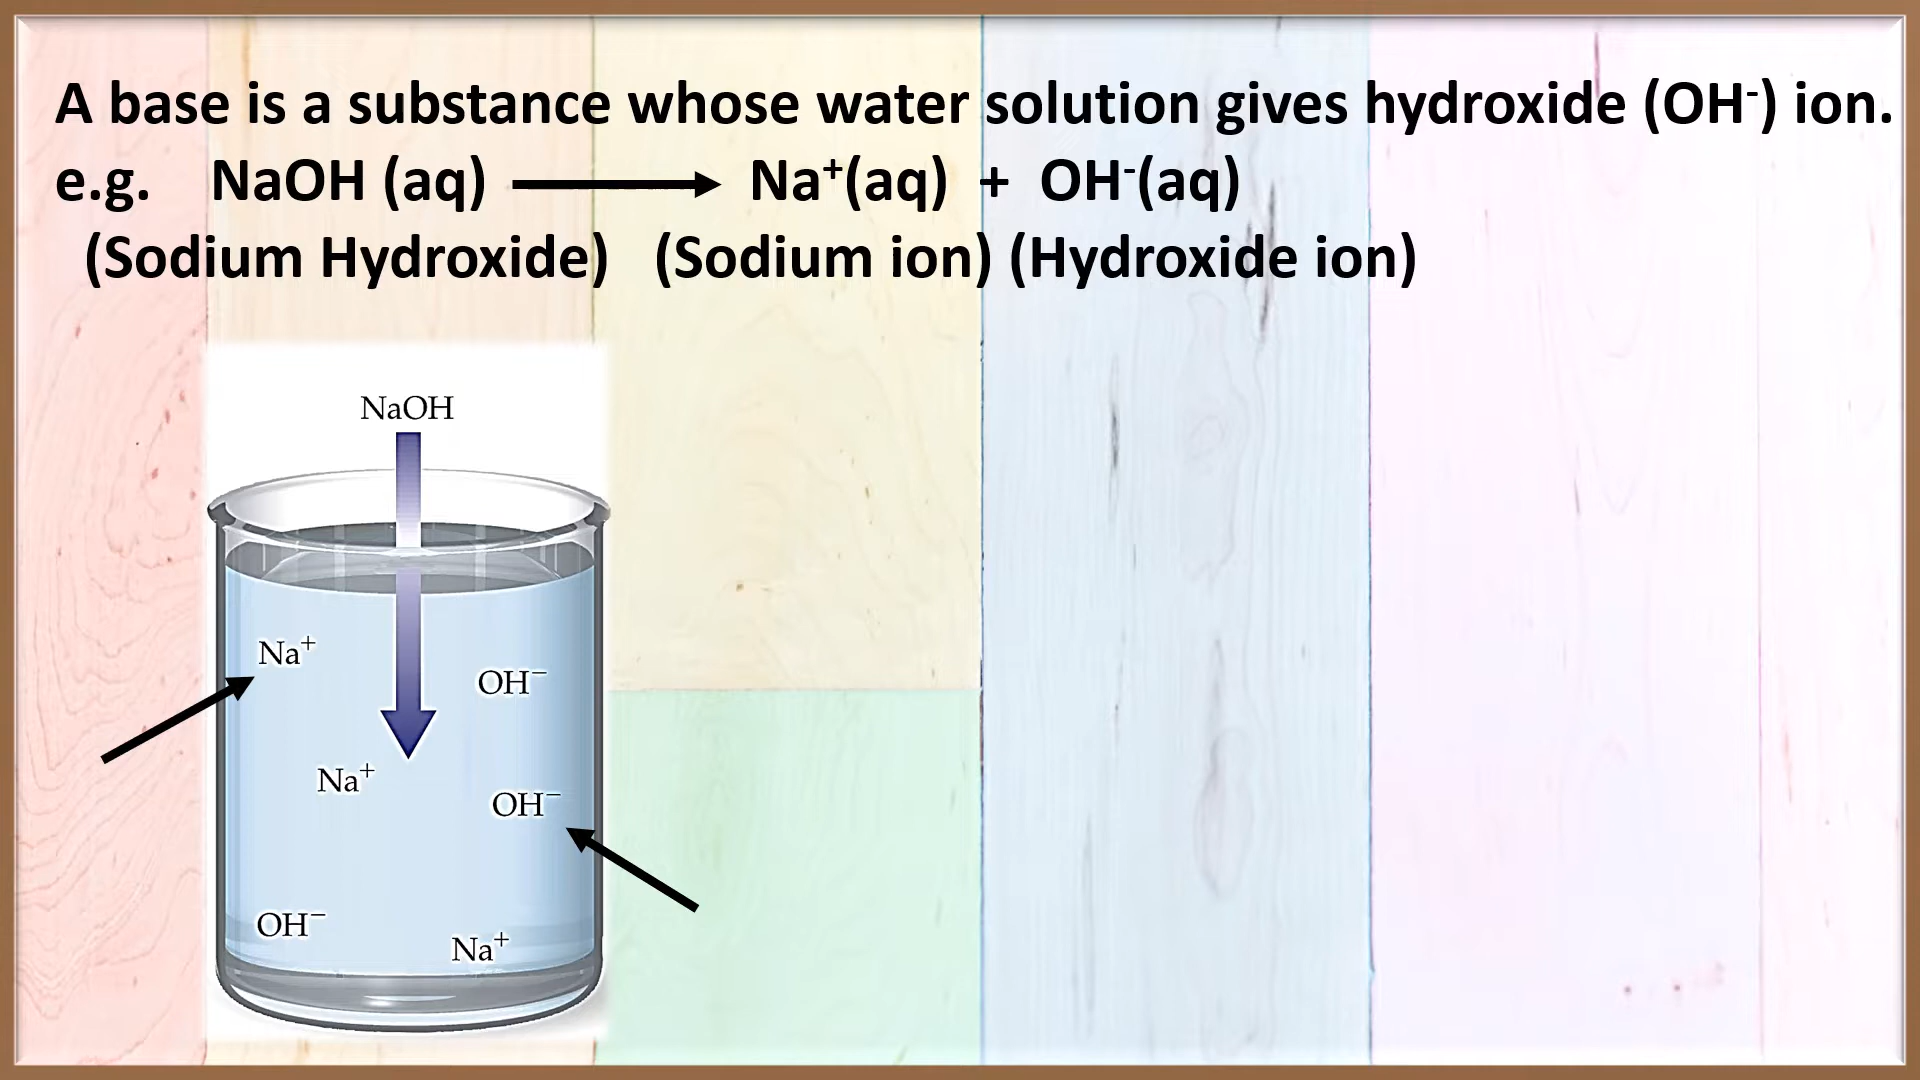 A base is a substance whose water solution gives hydroxide (OH⁻) ion.
e.g. NaOH (aq) ⟶ Na⁺(aq) + OH⁻(aq)
(Sodium Hydroxide) (Sodium ion) (Hydroxide ion)
NaOH
Na⁺
OH⁻
Na⁺
OH⁻
OH⁻
Na⁺